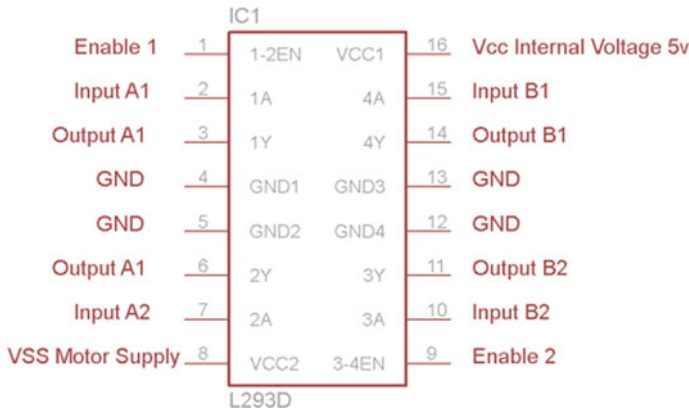 IC1
Enable 1 1 1-2EN VCC1 16 Vcc Internal Voltage 5v
Input A1 2 1A 4A 15 Input B1
Output A1 3 1Y 4Y 14 Output B1
GND 4 GND1 GND3 13 GND
GND 5 GND2 GND4 12 GND
Output A1 6 2Y 3Y 11 Output B2
Input A2 7 2A 3A 10 Input B2
VSS Motor Supply 8 VCC2 3-4EN 9 Enable 2
L293D